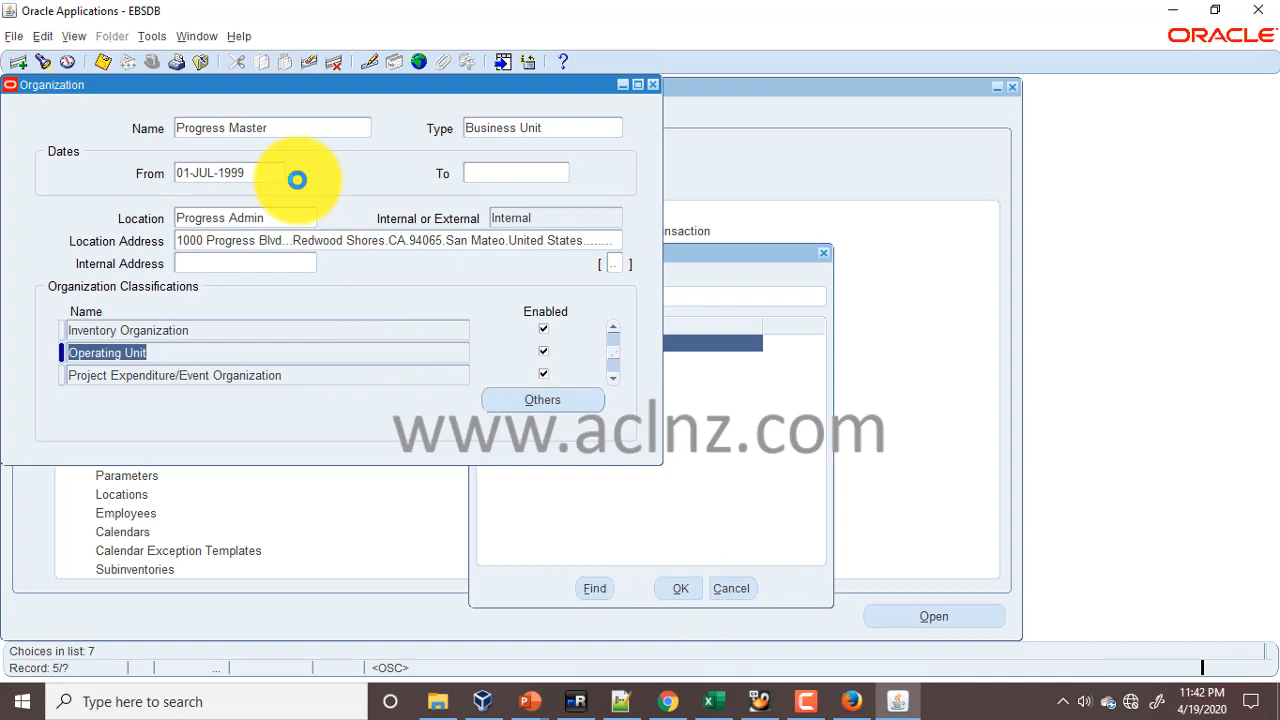 Oracle Applications - EBSDB
File Edit View Folder Tools Window Help
ORACLE
Organization
Name Progress Master Type Business Unit
Dates
From 01-JUL-1999 To
Location Progress Admin Internal or External Internal
Location Address 1000 Progress Blvd...Redwood Shores.CA.94065.San Mateo.United States........
Internal Address [ .. ]
Organization Classifications
Name Enabled
Inventory Organization
Operating Unit
Project Expenditure/Event Organization
Others
nsaction
www.aclnz.com
Parameters
Locations
Employees
Calendars
Calendar Exception Templates
Subinventories
Find OK Cancel
Open
Choices in list: 7
Record: 5/? ... <OSC>
Type here to search
11:42 PM
4/19/2020